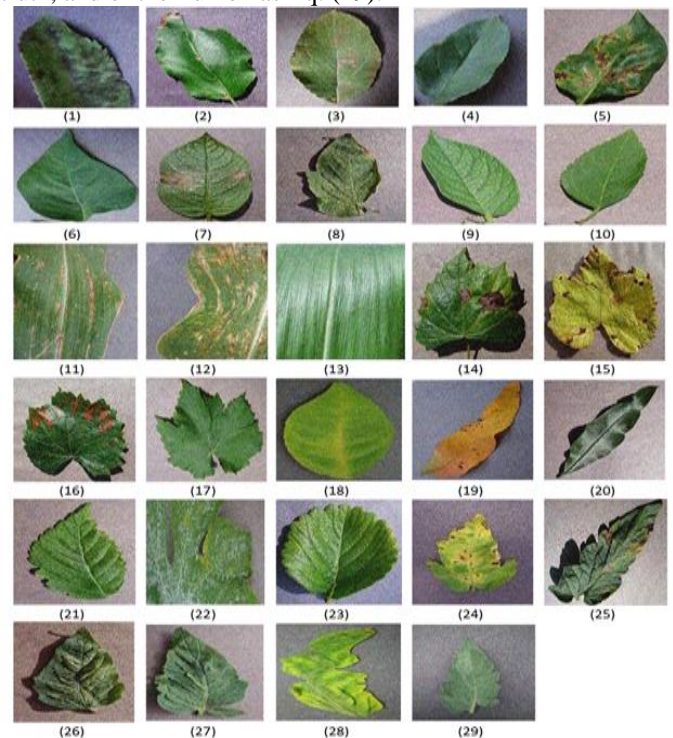 (1) (2) (3) (4) (5)
(6) (7) (8) (9) (10)
(11) (12) (13) (14) (15)
(16) (17) (18) (19) (20)
(21) (22) (23) (24) (25)
(26) (27) (28) (29)